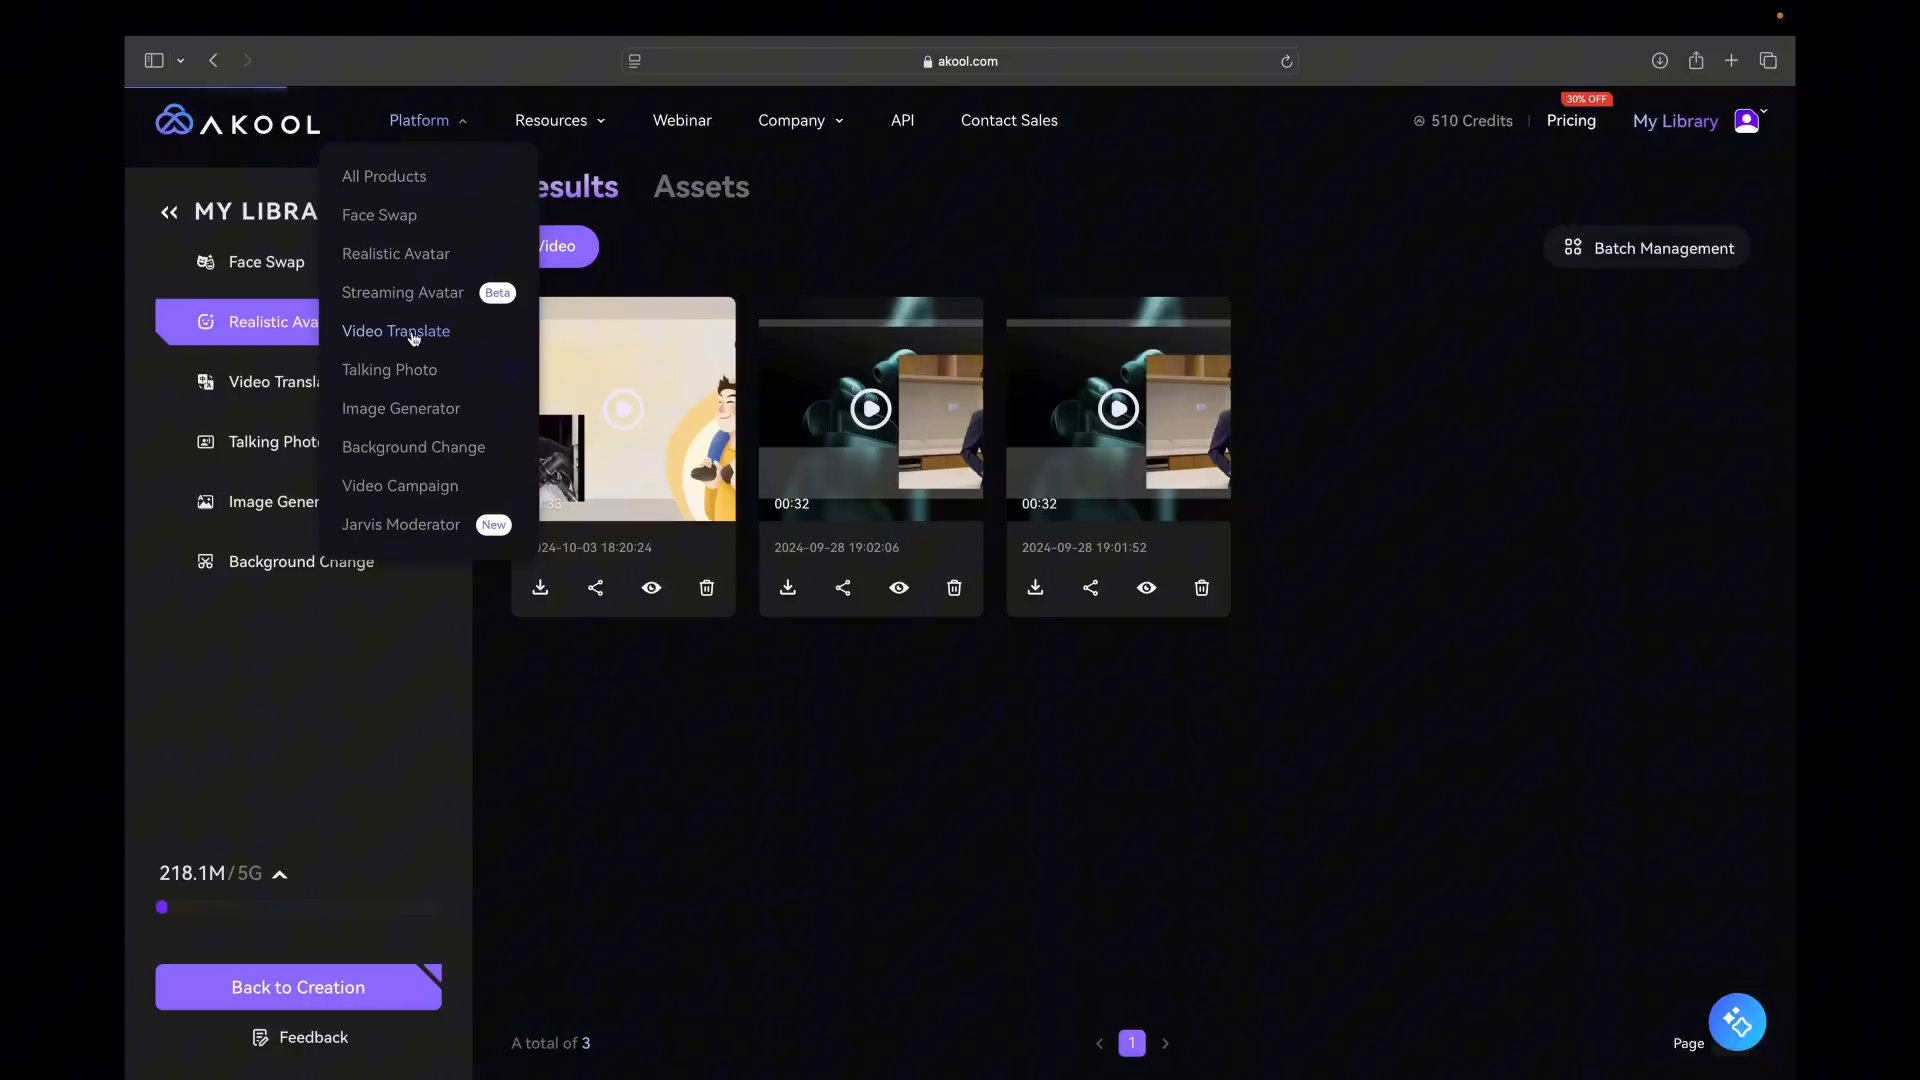 akool.com
AKOOL
Platform
Resources
Webinar
Company
API
Contact Sales
510 Credits
30% OFF
Pricing
My Library
All Products
Face Swap
Realistic Avatar
Streaming Avatar Beta
Video Translate
Talking Photo
Image Generator
Background Change
Video Campaign
Jarvis Moderator New
MY LIBRA
Face Swap
Realistic Ava
Video Transla
Talking Phot
Image Gener
Background Change
218.1M/5G
Back to Creation
Feedback
esults Assets
Video
Batch Management
:33
24-10-03 18:20:24
00:32
2024-09-28 19:02:06
00:32
2024-09-28 19:01:52
A total of 3
1
Page